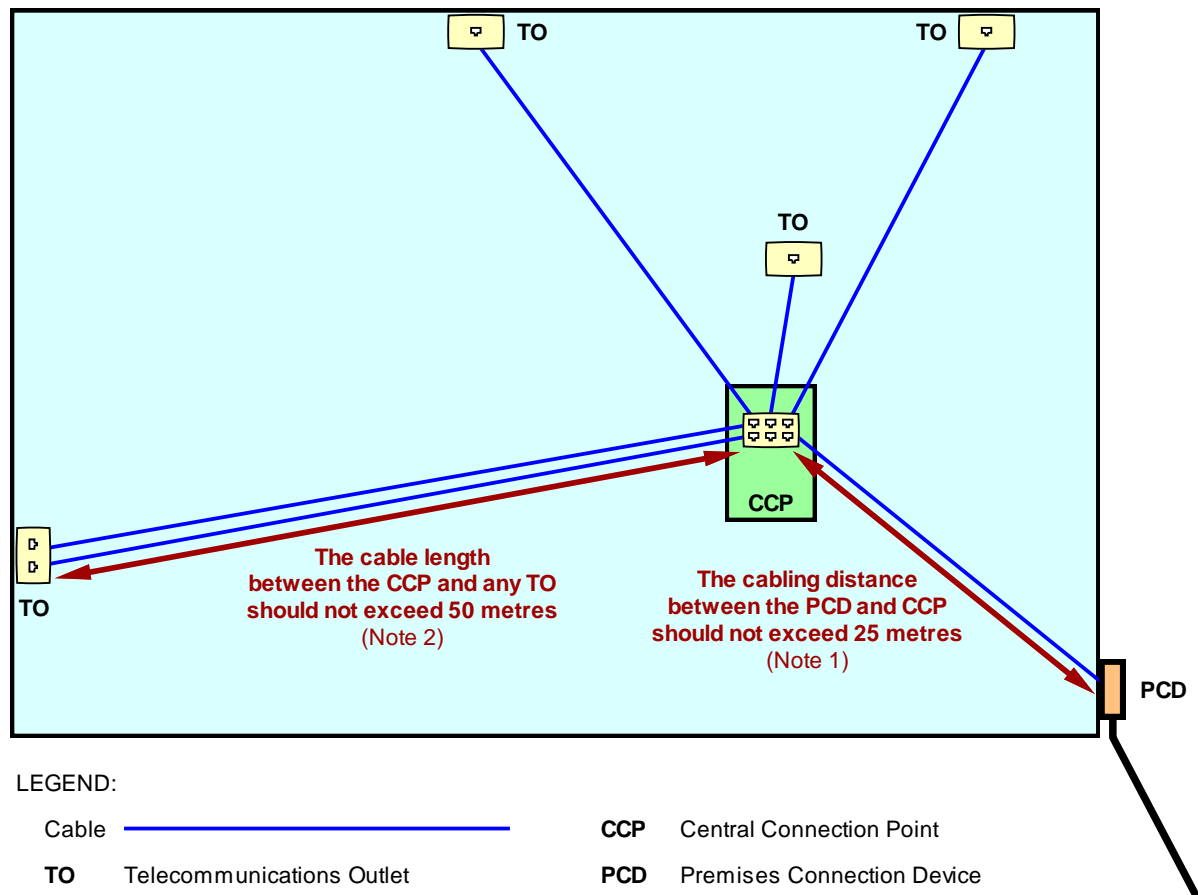 TO
TO
TO
CCP
TO
The cable length
between the CCP and any TO
should not exceed 50 metres
(Note 2)
The cabling distance
between the PCD and CCP
should not exceed 25 metres
(Note 1)
PCD
LEGEND:
Cable
CCP Central Connection Point
TO Telecommunications Outlet
PCD Premises Connection Device